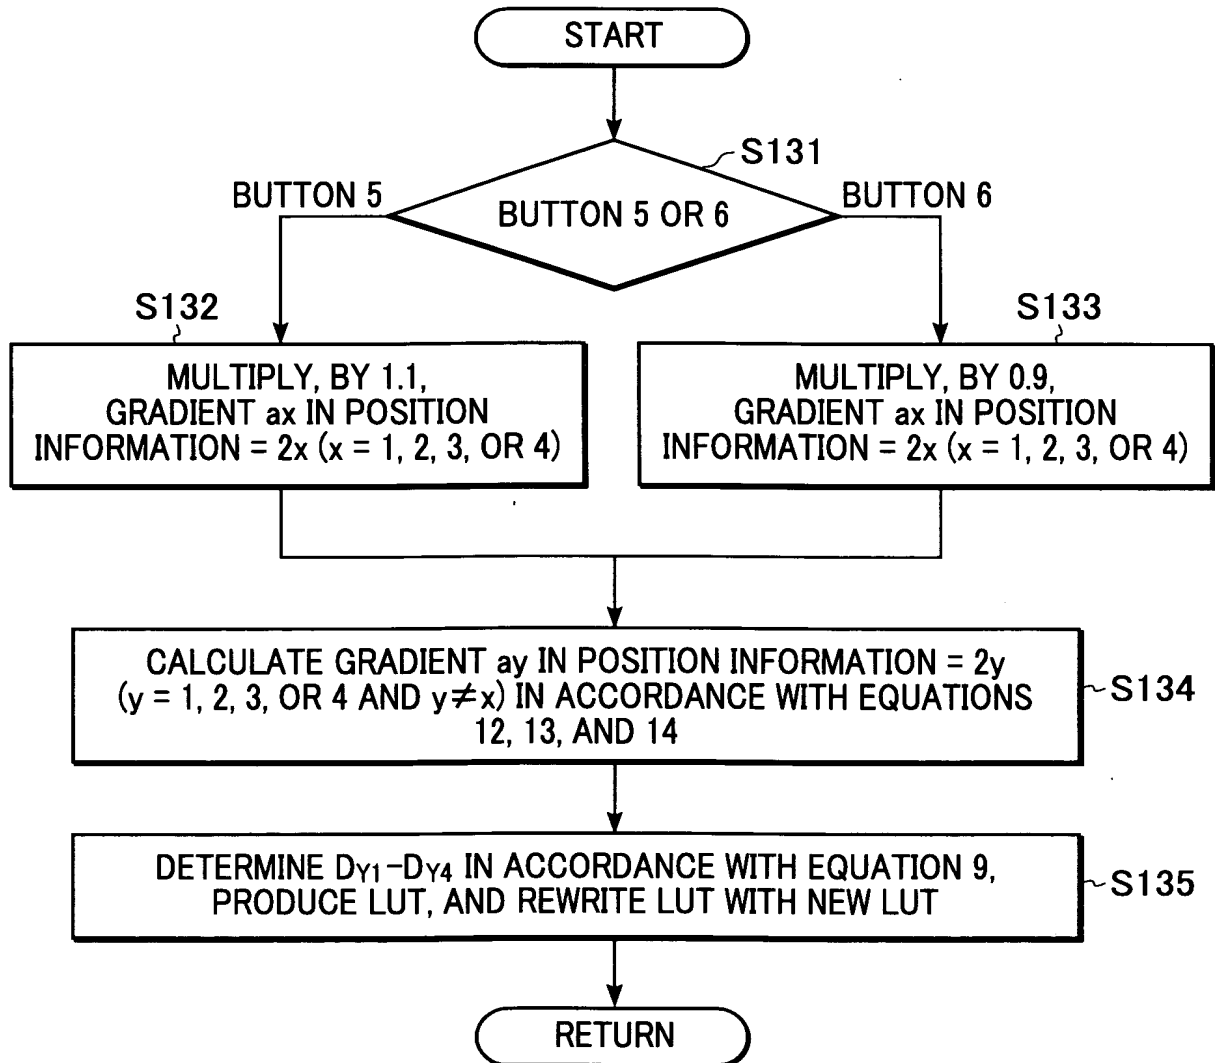 START
S131
BUTTON 5
BUTTON 5 OR 6
BUTTON 6
S132
MULTIPLY, BY 1.1,
GRADIENT ax IN POSITION
INFORMATION = 2x (x = 1, 2, 3, OR 4)
S133
MULTIPLY, BY 0.9,
GRADIENT ax IN POSITION
INFORMATION = 2x (x = 1, 2, 3, OR 4)
CALCULATE GRADIENT ay IN POSITION INFORMATION = 2y
(y = 1, 2, 3, OR 4 AND y≠x) IN ACCORDANCE WITH EQUATIONS
12, 13, AND 14
S134
DETERMINE DY1-DY4 IN ACCORDANCE WITH EQUATION 9,
PRODUCE LUT, AND REWRITE LUT WITH NEW LUT
S135
RETURN